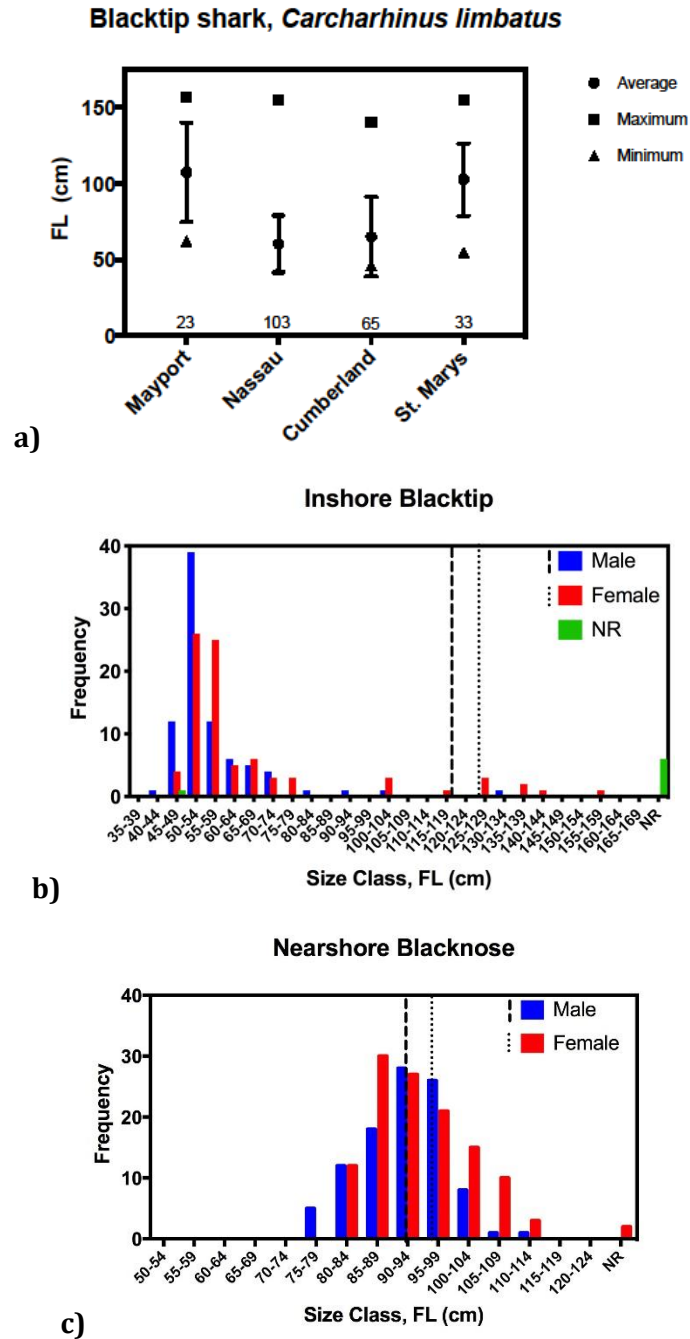 Blacktip shark, Carcharhinus limbatus
150
100
50
0
FL (cm)
Average
Maximum
Minimum
23 103 65 33
Mayport
Nassau
Cumberland
St. Marys
a)
Inshore Blacktip
40
30
20
10
0
Frequency
Male
Female
NR
35-39
40-44
45-49
50-54
55-59
60-64
65-69
70-74
75-79
80-84
85-89
90-94
95-99
100-104
105-109
110-114
115-119
120-124
125-129
130-134
135-139
140-144
145-149
150-154
155-159
160-164
165-169
NR
Size Class, FL (cm)
b)
Nearshore Blacknose
40
30
20
10
0
Frequency
Male
Female
50-54
55-59
60-64
65-69
70-74
75-79
80-84
85-89
90-94
95-99
100-104
105-109
110-114
115-119
120-124
NR
Size Class, FL (cm)
c)